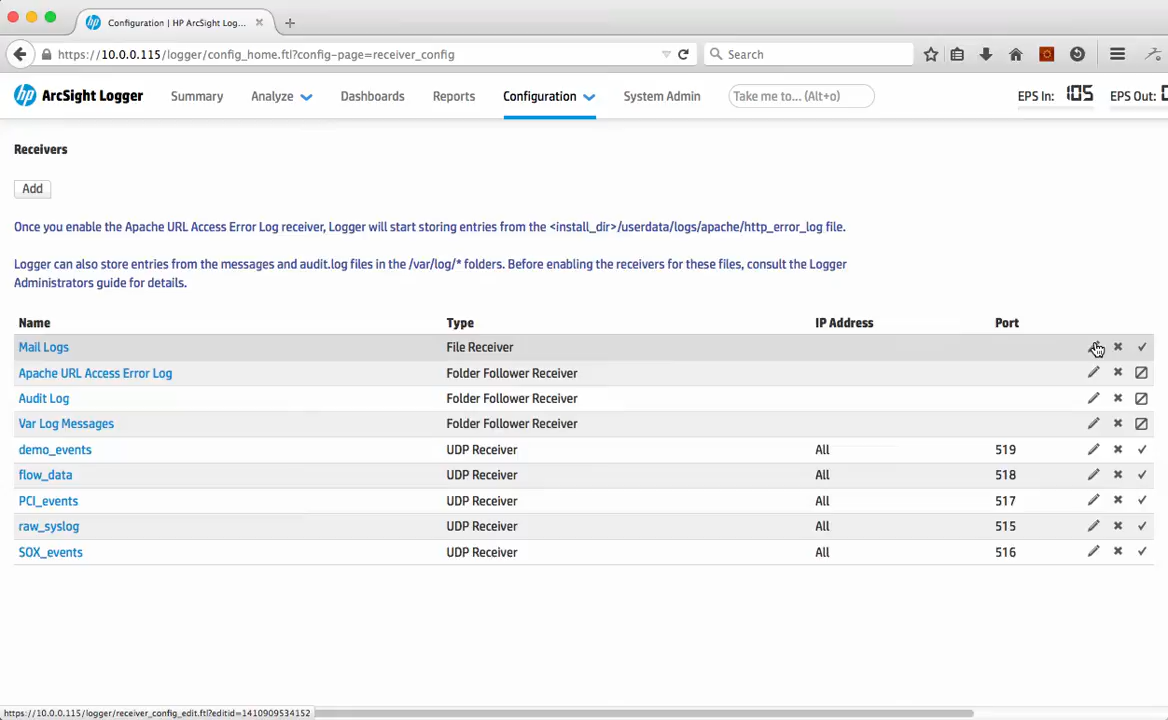 Configuration | HP ArcSight Log...
https://10.0.0.115/logger/config_home.ftl?config-page=receiver_config
Search
hp ArcSight Logger Summary Analyze Dashboards Reports Configuration System Admin Take me to... (Alt+o) EPS In: 105 EPS Out:
Receivers
Add
Once you enable the Apache URL Access Error Log receiver, Logger will start storing entries from the <install_dir>/userdata/logs/apache/http_error_log file.
Logger can also store entries from the messages and audit.log files in the /var/log/* folders. Before enabling the receivers for these files, consult the Logger
Administrators guide for details.
Name Type IP Address Port
Mail Logs File Receiver
Apache URL Access Error Log Folder Follower Receiver
Audit Log Folder Follower Receiver
Var Log Messages Folder Follower Receiver
demo_events UDP Receiver All 519
flow_data UDP Receiver All 518
PCI_events UDP Receiver All 517
raw_syslog UDP Receiver All 515
SOX_events UDP Receiver All 516
https://10.0.0.115/logger/receiver_config_edit.ftl?editid=1410909534152